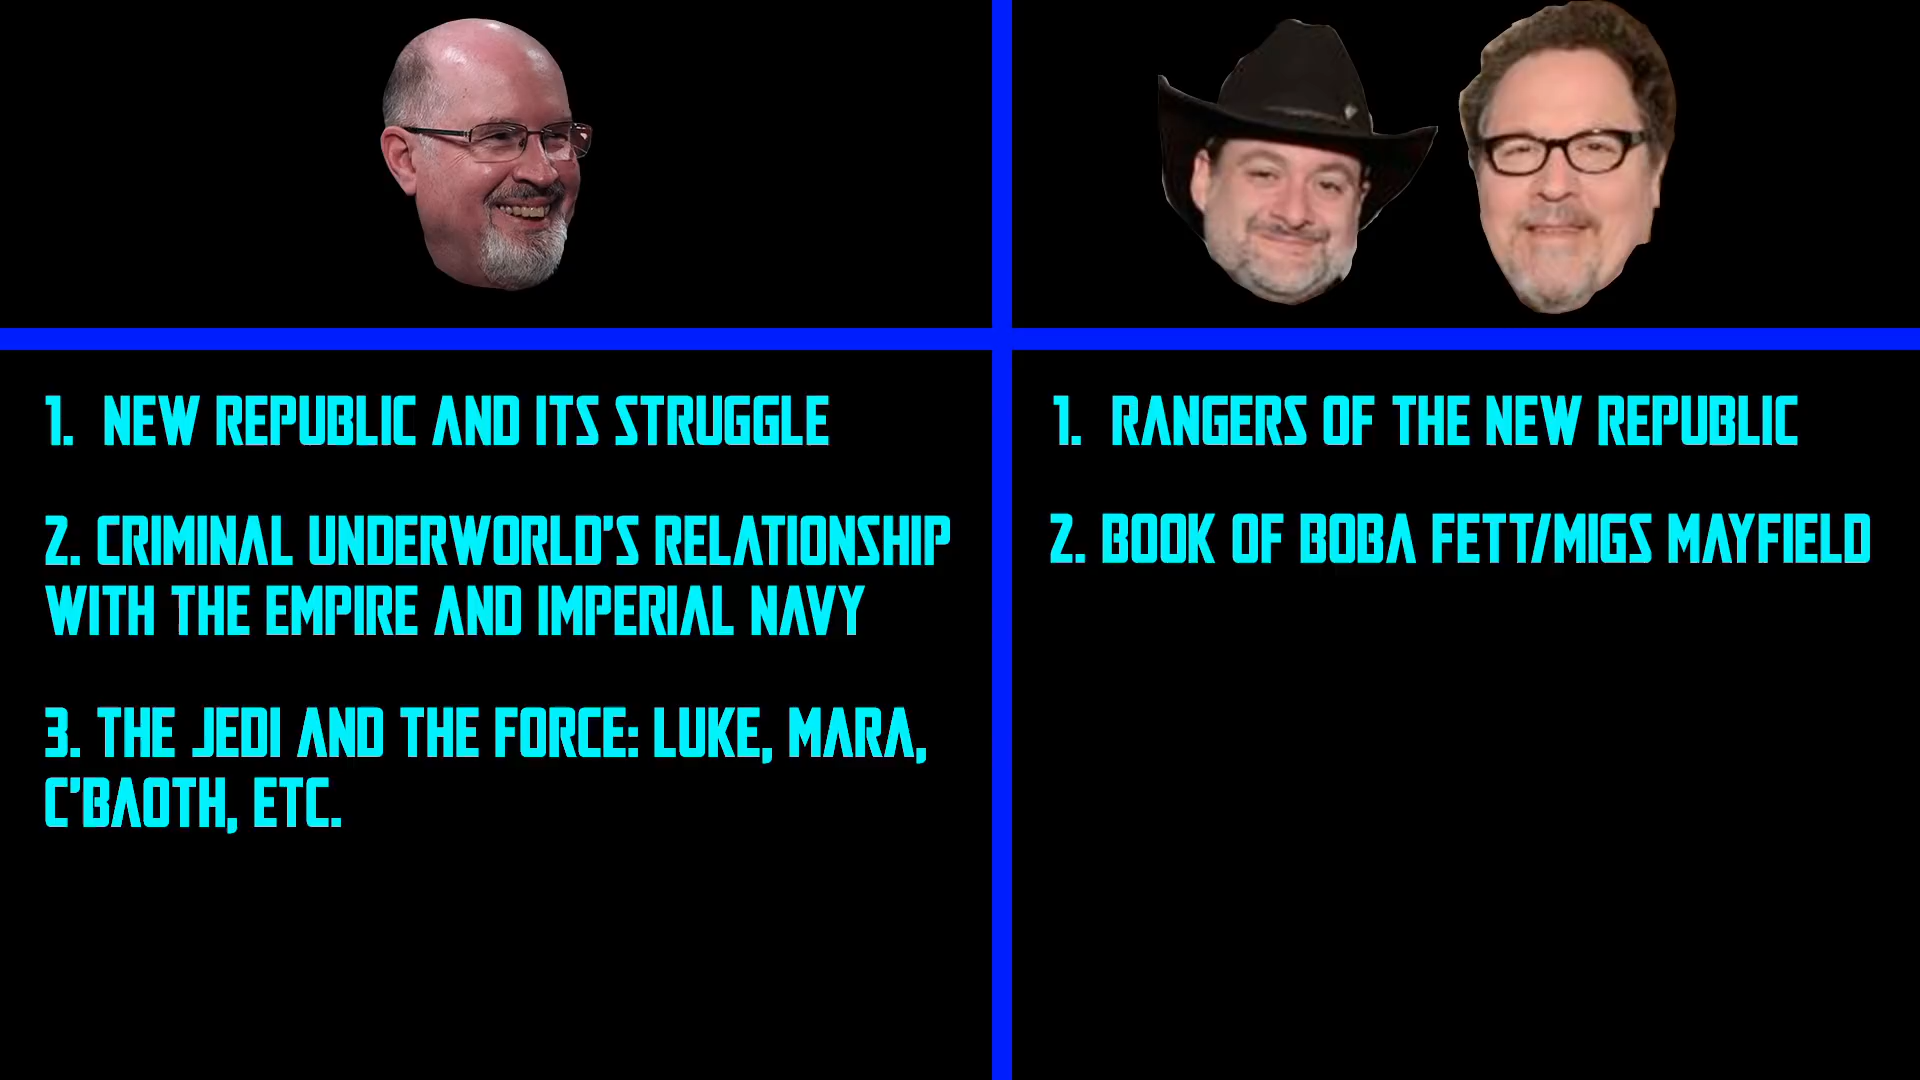 1. NEW REPUBLIC AND ITS STRUGGLE
2. CRIMINAL UNDERWORLD'S RELATIONSHIP
WITH THE EMPIRE AND IMPERIAL NAVY
3. THE JEDI AND THE FORCE: LUKE, MARA,
C'BAOTH, ETC.
1. RANGERS OF THE NEW REPUBLIC
2. BOOK OF BOBA FETT/MIGS MAYFIELD